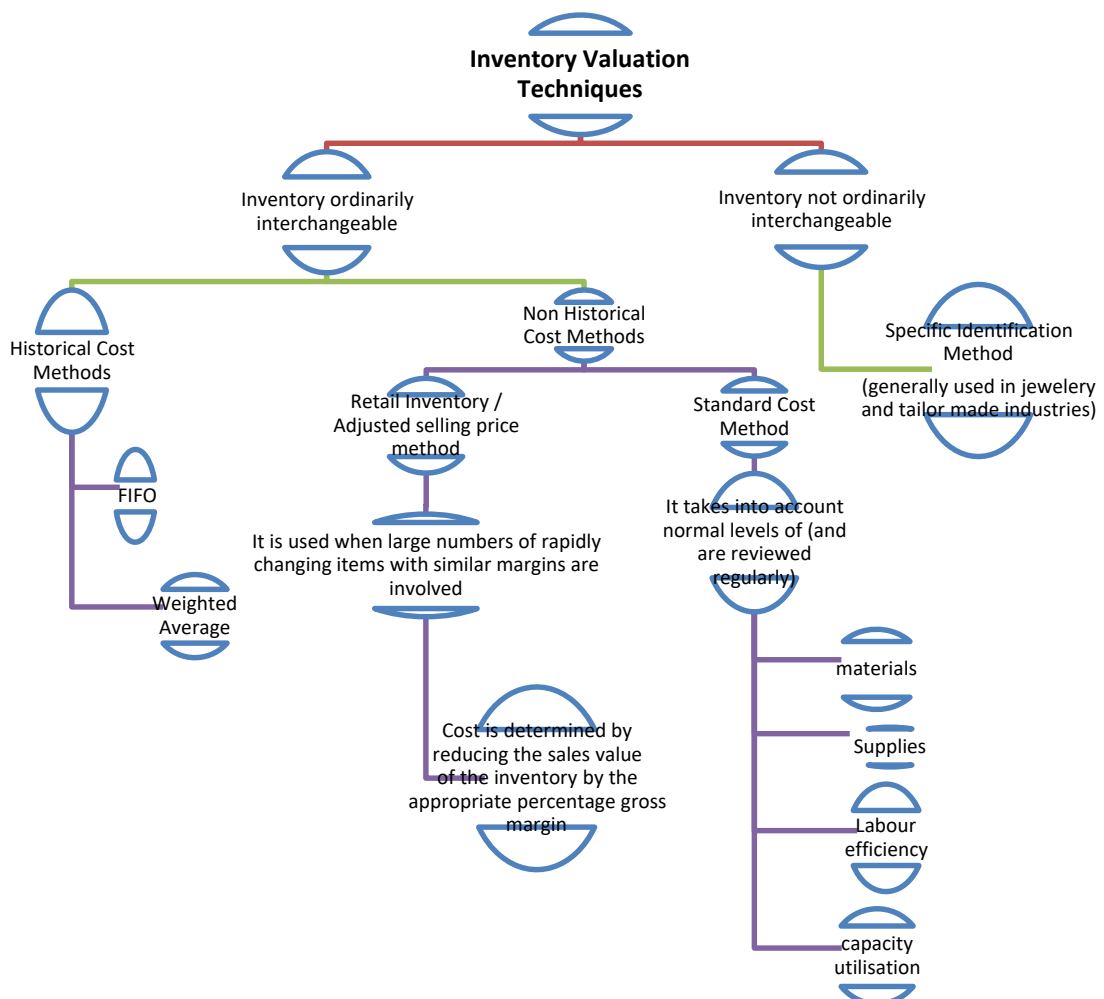 Inventory Valuation
Techniques
Inventory ordinarily
interchangeable
Inventory not ordinarily
interchangeable
Historical Cost
Methods
FIFO
Weighted
Average
Non Historical
Cost Methods
Retail Inventory /
Adjusted selling price
method
It is used when large numbers of rapidly
changing items with similar margins are
involved
Cost is determined by
reducing the sales value
of the inventory by the
appropriate percentage gross
margin
Standard Cost
Method
It takes into account
normal levels of (and
are reviewed
regularly)
materials
Supplies
Labour
efficiency
capacity
utilisation
Specific Identification
Method
(generally used in jewelery
and tailor made industries)